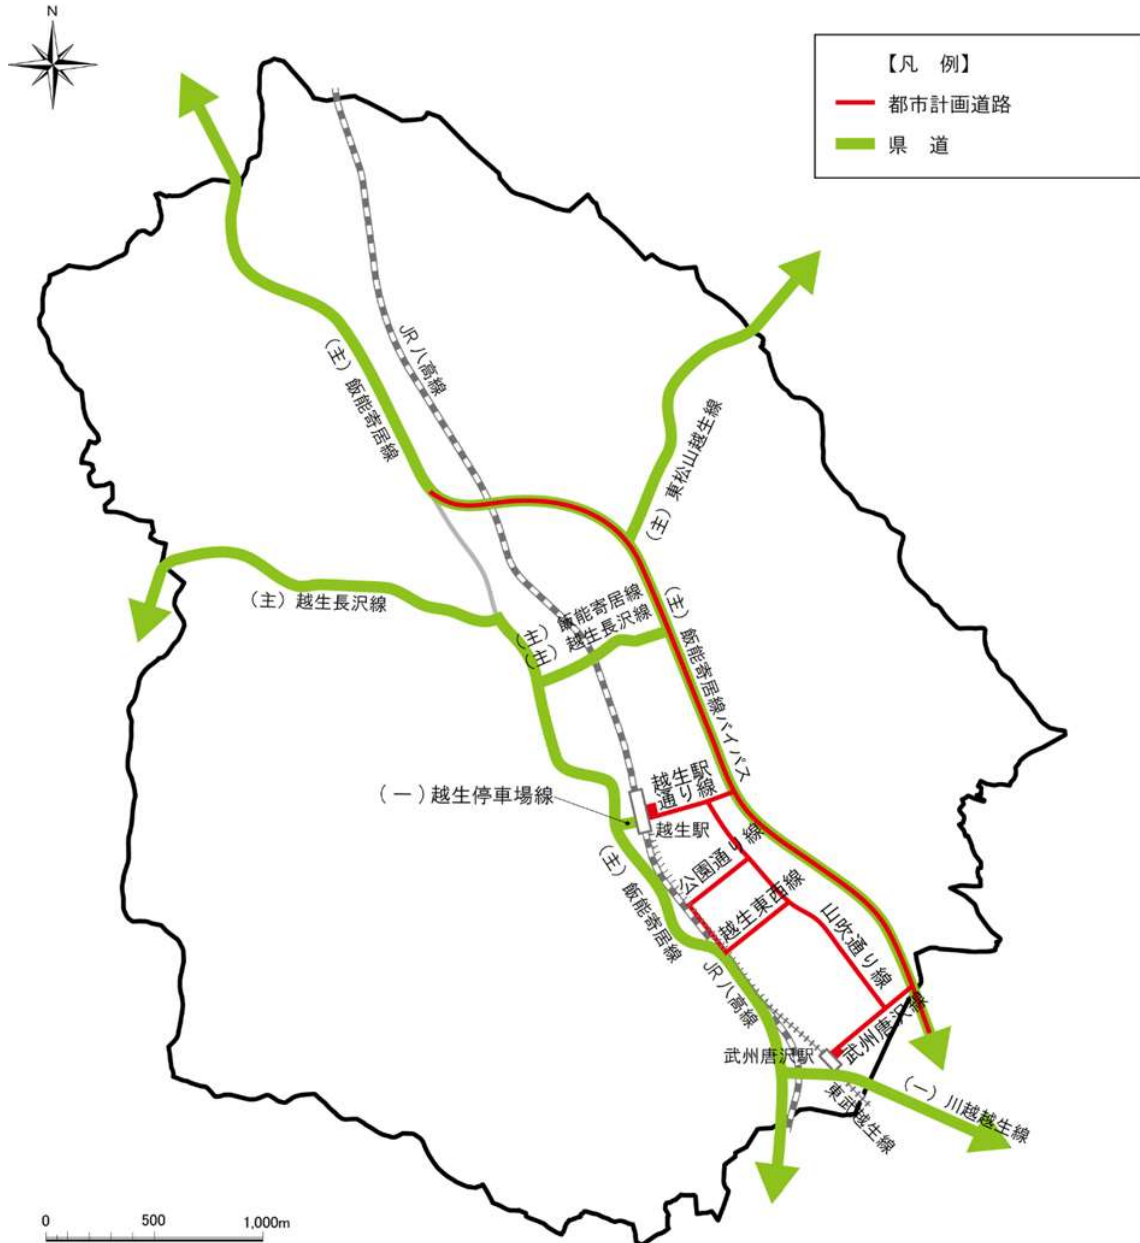 N
【凡　例】
都市計画道路
県　道
JR八高線
(主)飯能寄居線
(主)東松山越生線
(主)越生長沢線
(主)飯能寄居線
(主)越生長沢線
(主)飯能寄居線バイパス
越生駅
通り線
(一)越生停車場線
越生駅
公園通り線
(主)飯能寄居線
越生東西線
山吹通り線
JR八高線
武州唐沢線
武州唐沢駅
東武越生線
(一)川越越生線
0 500 1,000m